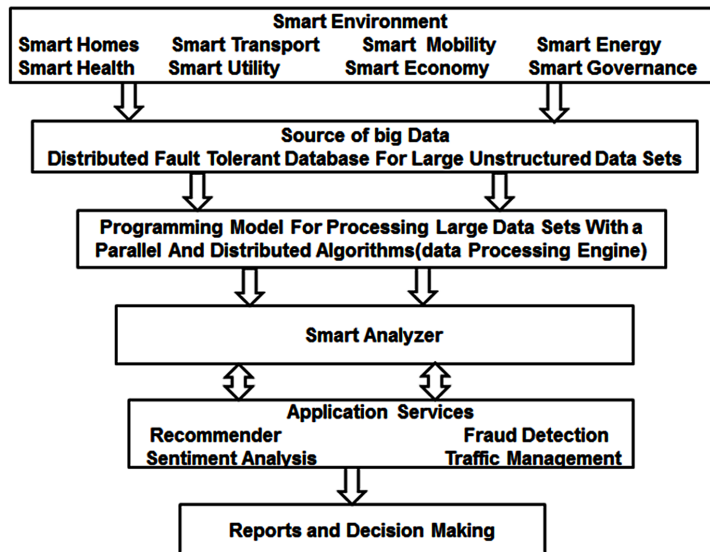 Smart Environment
Smart Homes Smart Transport Smart Mobility Smart Energy
Smart Health Smart Utility Smart Economy Smart Governance
Source of big Data
Distributed Fault Tolerant Database For Large Unstructured Data Sets
Programming Model For Processing Large Data Sets With a
Parallel And Distributed Algorithms(data Processing Engine)
Smart Analyzer
Application Services
Recommender Fraud Detection
Sentiment Analysis Traffic Management
Reports and Decision Making